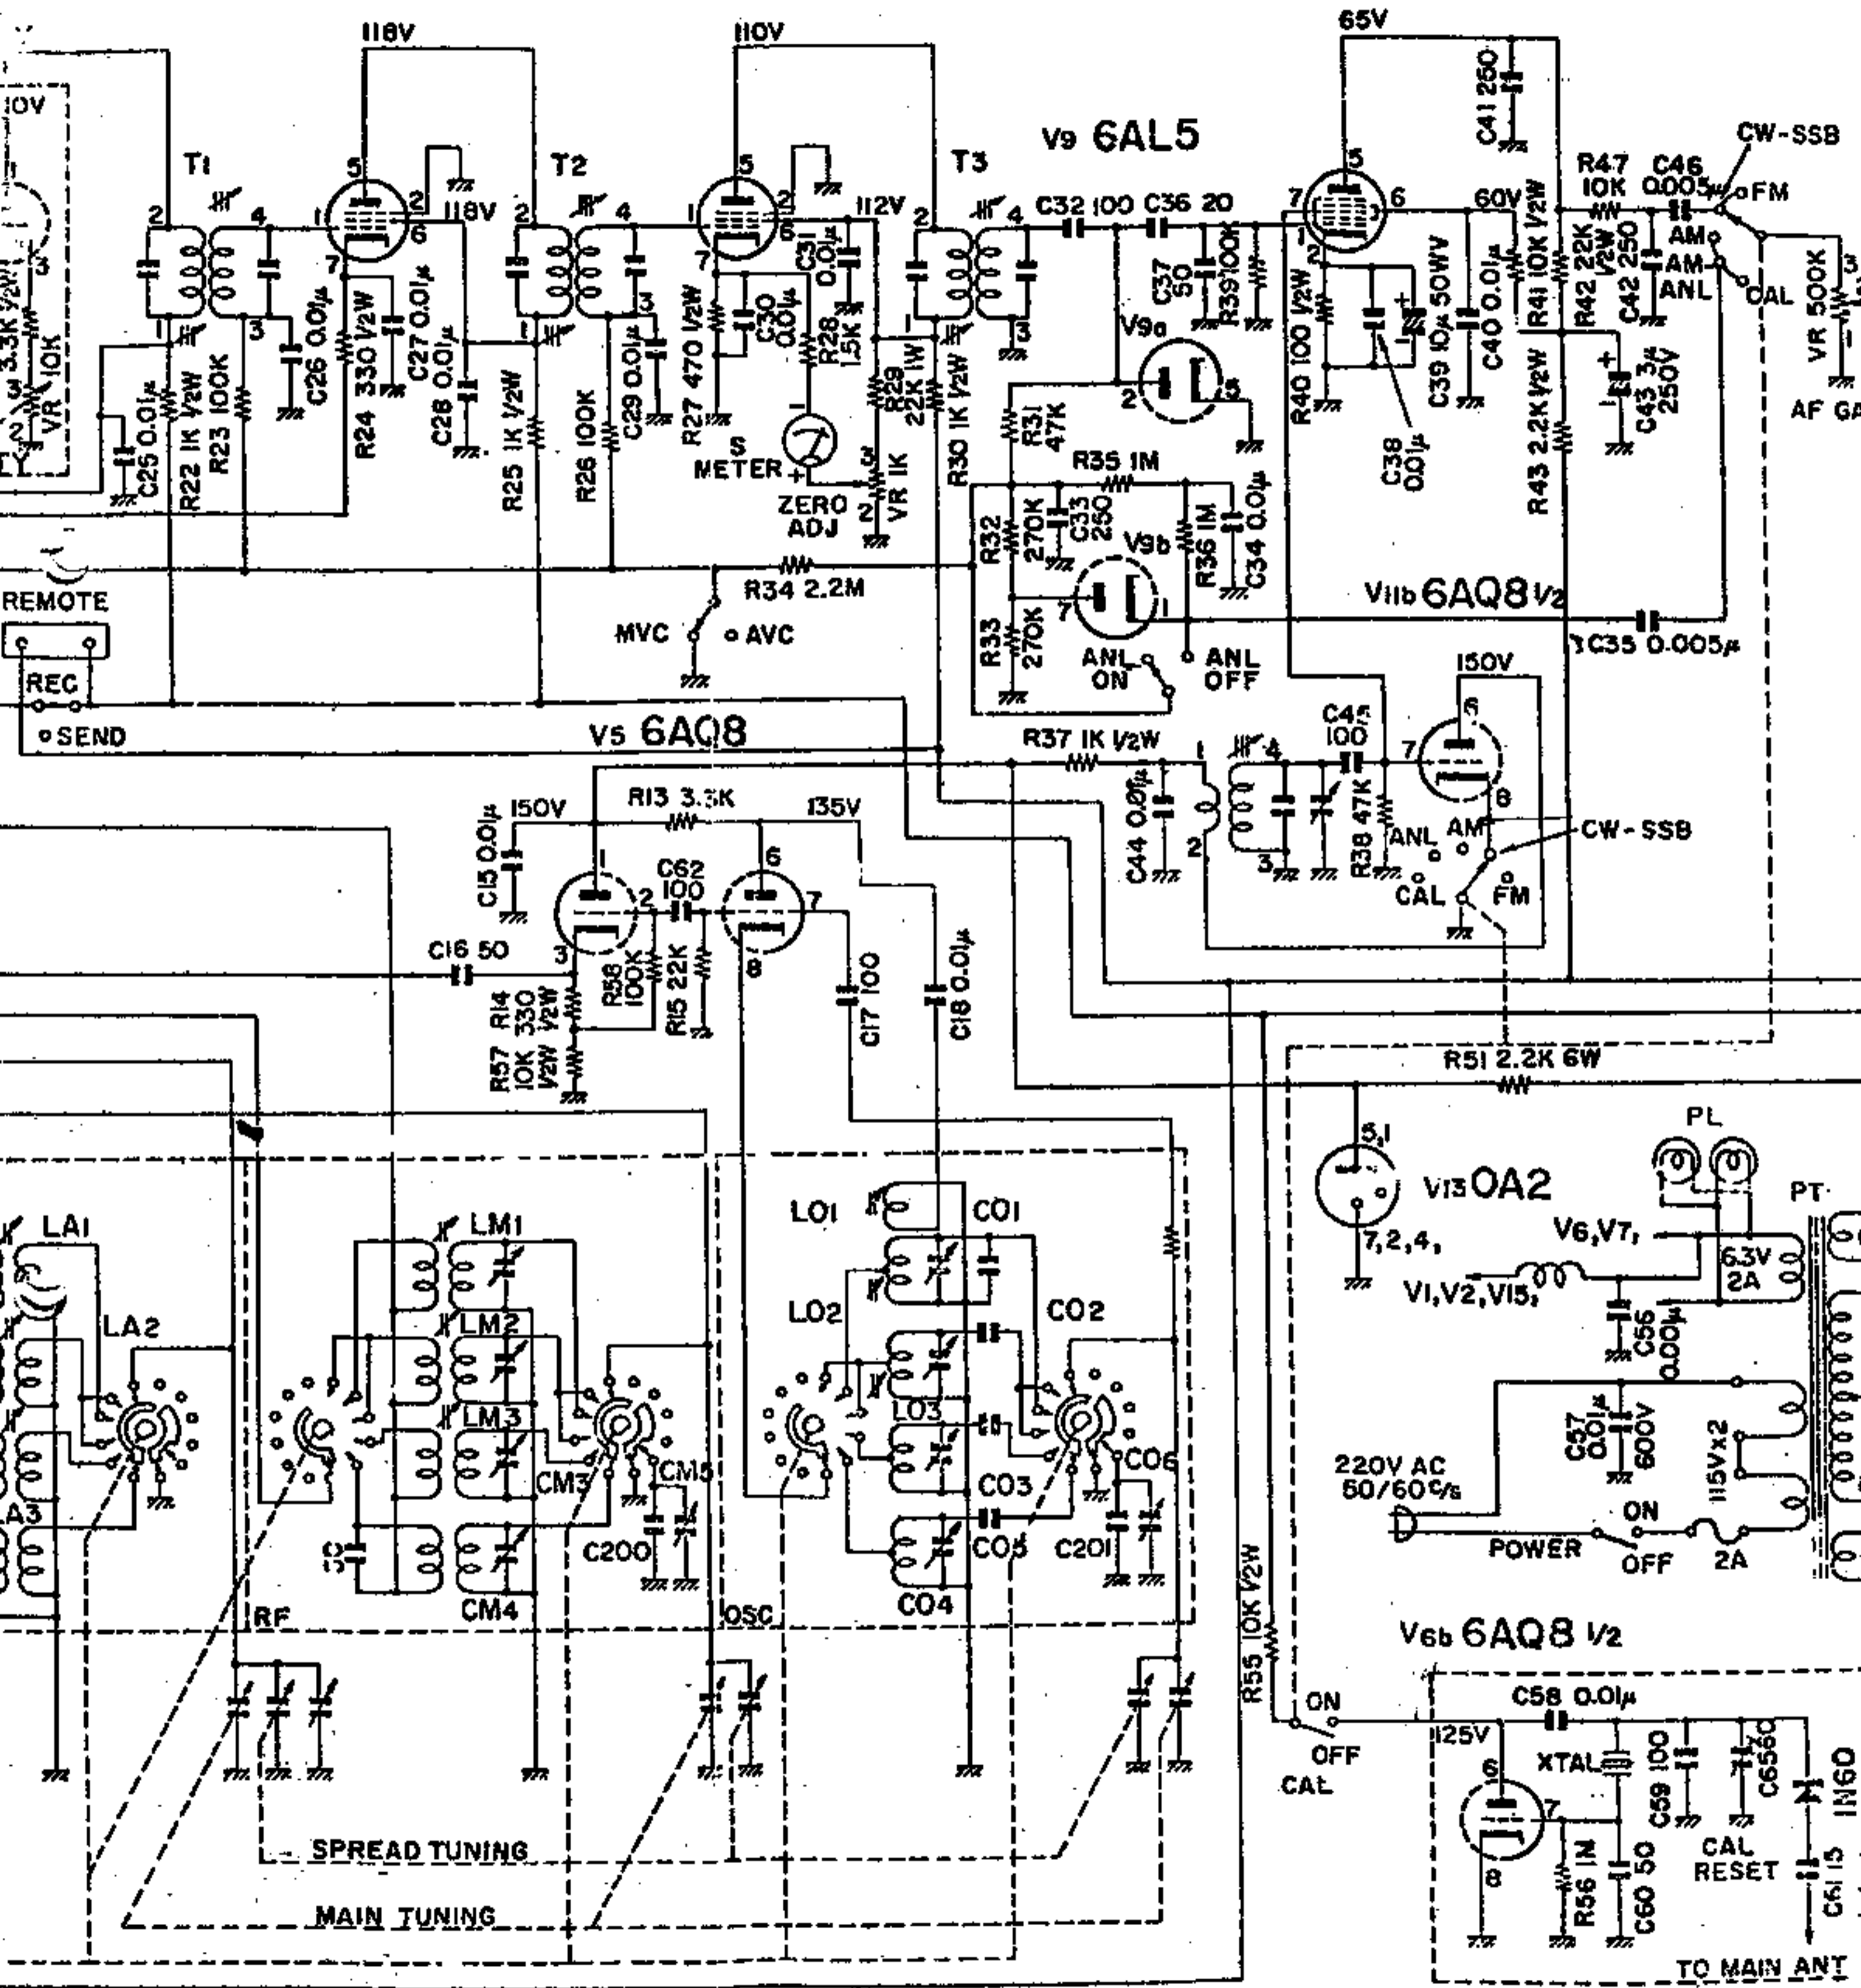 118V
110V
65V
10V
T1
T2
T3
V9 6AL5
C41 250
CW-SSB
FM
AM
AM-ANL
CAL
R47 10K 1/2W
C46 0.005μ
118V
112V
60V
C32 100
C36 20
C37 50
R39 100K
C31 0.01μ
C30 0.01μ
R28 1.5K
R29 22K 1W
R27 470 1/2W
R30 1K 1/2W
V9a
R40 100 1/2W
C38 0.01μ
C39 10μ 50WV
C40 0.01μ
R41 10K 1/2W
R42 22K
C42 250
C43 3μ 250V
R43 2.2K 1/2W
VR 500K
AF GA
3.3K 1/2W
VR 10K
C25 0.01μ
R22 1K 1/2W
R23 100K
C26 0.01μ
R24 330 1/2W
C27 0.01μ
C28 0.01μ
R25 1K 1/2W
R26 100K
C29 0.01μ
S METER
ZERO ADJ
VR 1K
R31 47K
R35 1M
R32 270K
C33 250
V9b
R36 1M
C34 0.01μ
R33 270K
R34 2.2M
MVC
AVC
ANL ON
ANL OFF
V11b 6AQ8 1/2
C35 0.005μ
REMOTE
REC
SEND
V5 6AQ8
R37 1K 1/2W
C45 100
150V
C44 0.01μ
R38 47K
ANL
AM
CW-SSB
CAL
FM
150V
R13 3.3K
135V
C15 0.01μ
C62 100
C16 50
R14 330 1/2W
R57 10K 1/2W
R58 100K
R15 22K
C17 100
C18 0.01μ
R51 2.2K 6W
PL
5,1
V13 OA2
7,2,4,
PT
V6,V7,
V1,V2,V15,
6.3V 2A
C56 0.001μ
C57 0.01μ 600V
115V×2
220V AC
50/60 c/s
POWER
ON
OFF
2A
LA1
LA2
LA3
LM1
LM2
LM3
CM3
CM5
C200
CM4
RF
OSC
LO1
LO2
LO3
CO1
CO2
CO3
CO6
CO5
C201
CO4
R55 10K 1/2W
V6b 6AQ8 1/2
ON
OFF
CAL
125V
C58 0.01μ
XTAL
C59 100
CAL RESET
1N60
R56 1M
C60 50
C61 15
TO MAIN ANT
SPREAD TUNING
MAIN TUNING